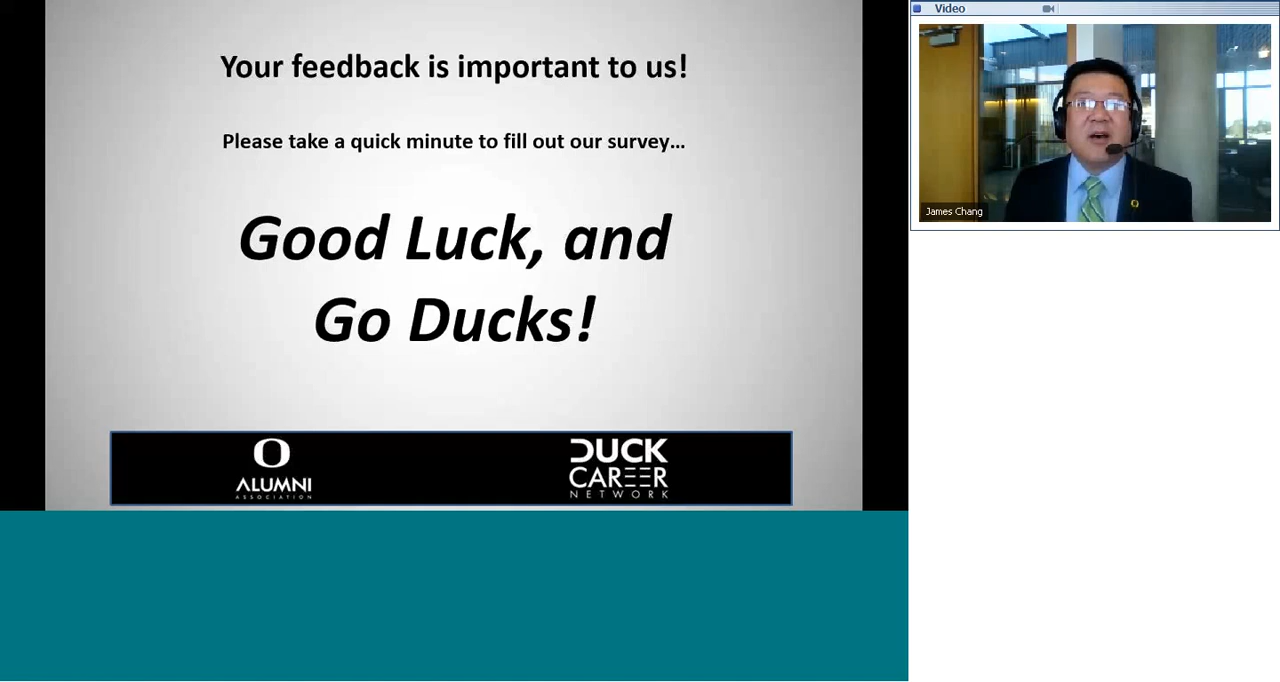 Your feedback is important to us!
Please take a quick minute to fill out our survey...
Good Luck, and
Go Ducks!
O
ALUMNI
ASSOCIATION
DUCK
CAREER
NETWORK
Video
James Chang